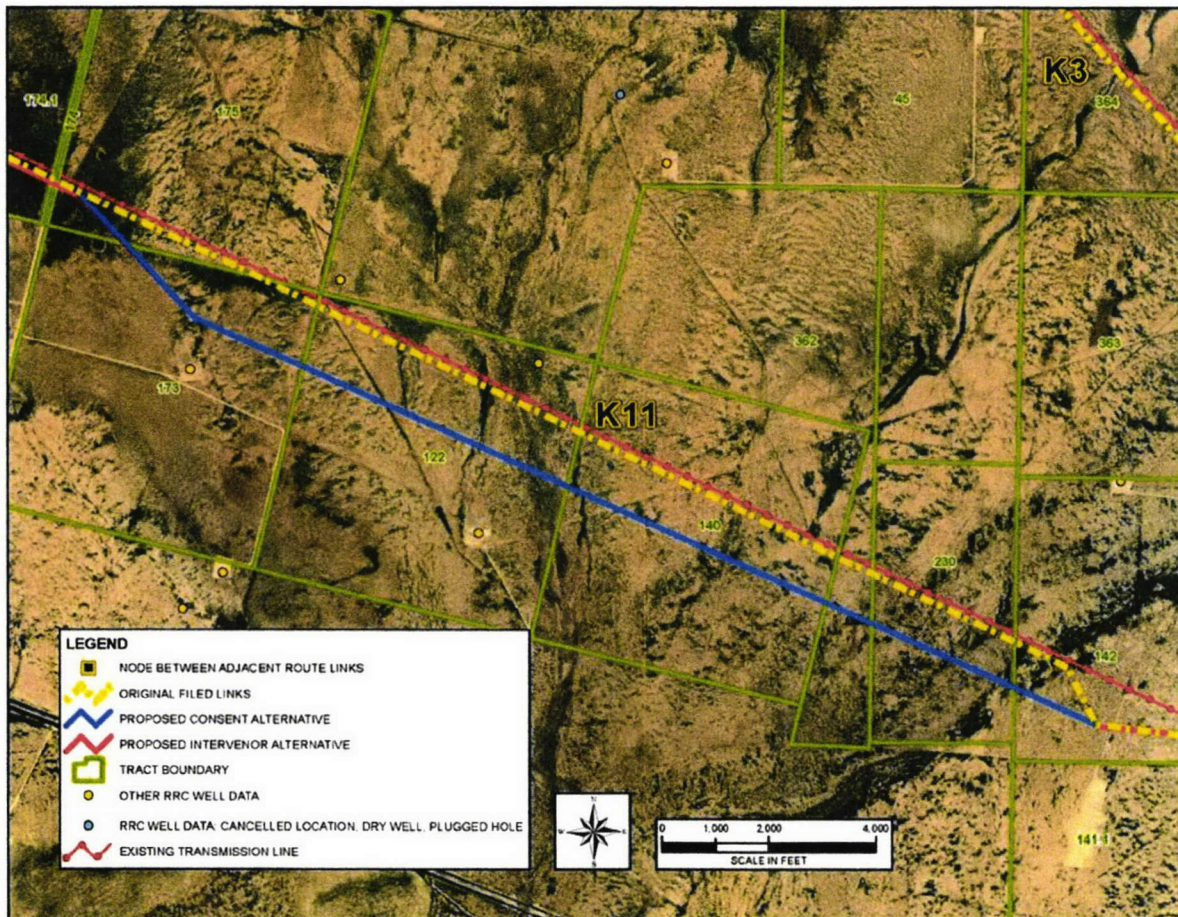 K3
174.1
174
175
45
364
362
363
173
K11
122
140
230
142
141.1
LEGEND
NODE BETWEEN ADJACENT ROUTE LINKS
ORIGINAL FILED LINKS
PROPOSED CONSENT ALTERNATIVE
PROPOSED INTERVENOR ALTERNATIVE
TRACT BOUNDARY
OTHER RRC WELL DATA
RRC WELL DATA: CANCELLED LOCATION, DRY WELL, PLUGGED HOLE
EXISTING TRANSMISSION LINE
N
W E
S
0 1,000 2,000 4,000
SCALE IN FEET